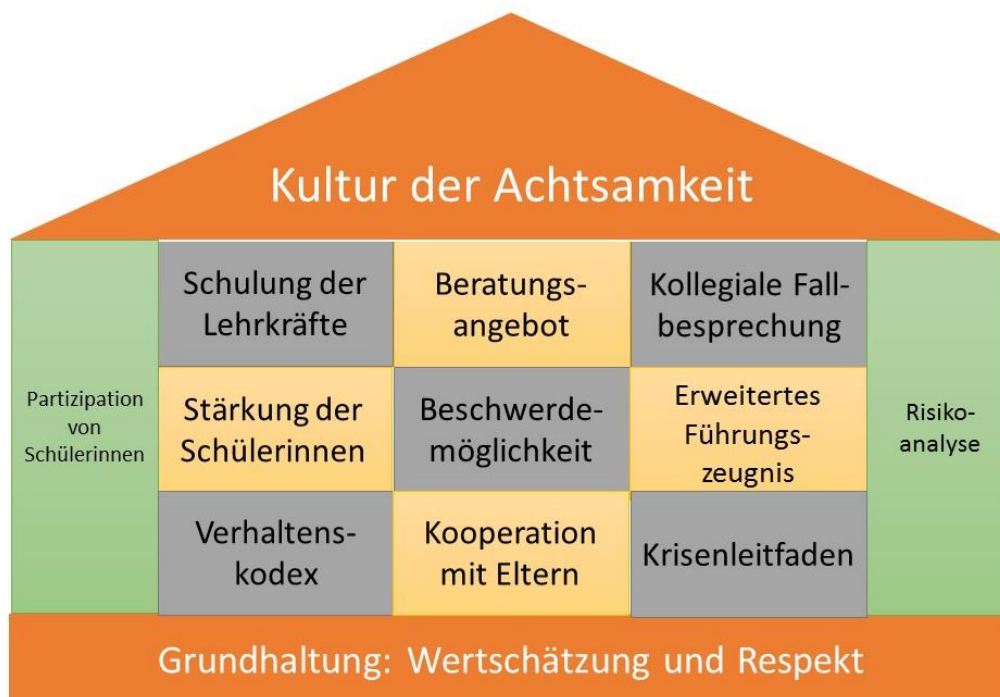 Kultur der Achtsamkeit
Schulung der
Lehrkräfte
Beratungs-
angebot
Kollegiale Fall-
besprechung
Partizipation
von
Schülerinnen
Stärkung der
Schülerinnen
Beschwerde-
möglichkeit
Erweitertes
Führungs-
zeugnis
Risiko-
analyse
Verhaltens-
kodex
Kooperation
mit Eltern
Krisenleitfaden
Grundhaltung: Wertschätzung und Respekt